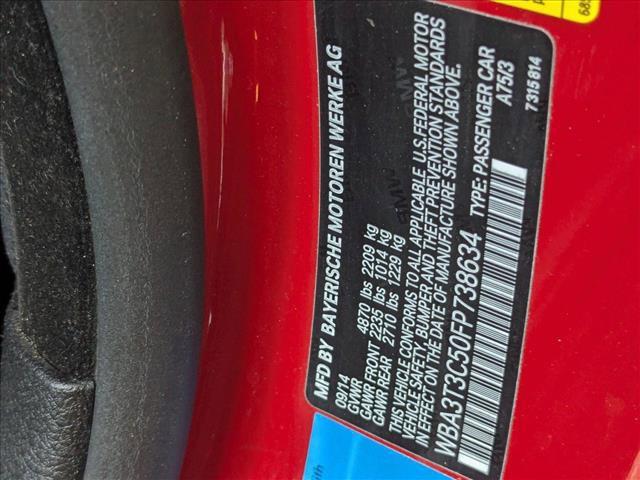 MFD BY BAYERISCHE MOTOREN WERKE AG
09/14
GVWR 4870 lbs 2209 kg
GAWR FRONT 2235 lbs 1014 kg
GAWR REAR 2710 lbs 1229 kg
THIS VEHICLE CONFORMS TO ALL APPLICABLE U.S.FEDERAL MOTOR
VEHICLE SAFETY, BUMPER AND THEFT PREVENTION STANDARDS
IN EFFECT ON THE DATE OF MANUFACTURE SHOWN ABOVE.
WBA3T3C50FP738634 TYPE: PASSENGER CAR
A75/3
7315814